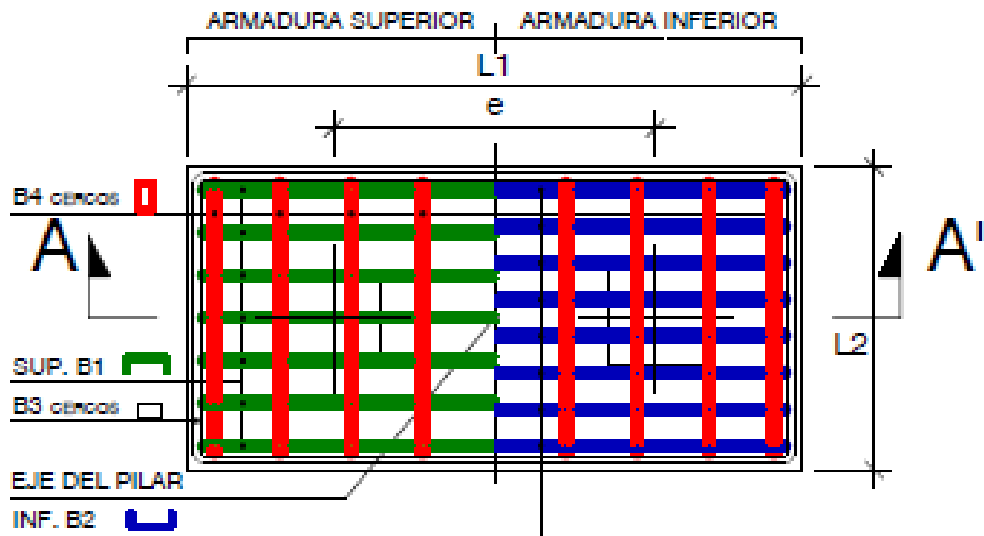 ARMADURA SUPERIOR
ARMADURA INFERIOR
L1
e
B4 CERCOS
A
A'
L2
SUP. B1
B3 CERCOS
EJE DEL PILAR
INF. B2